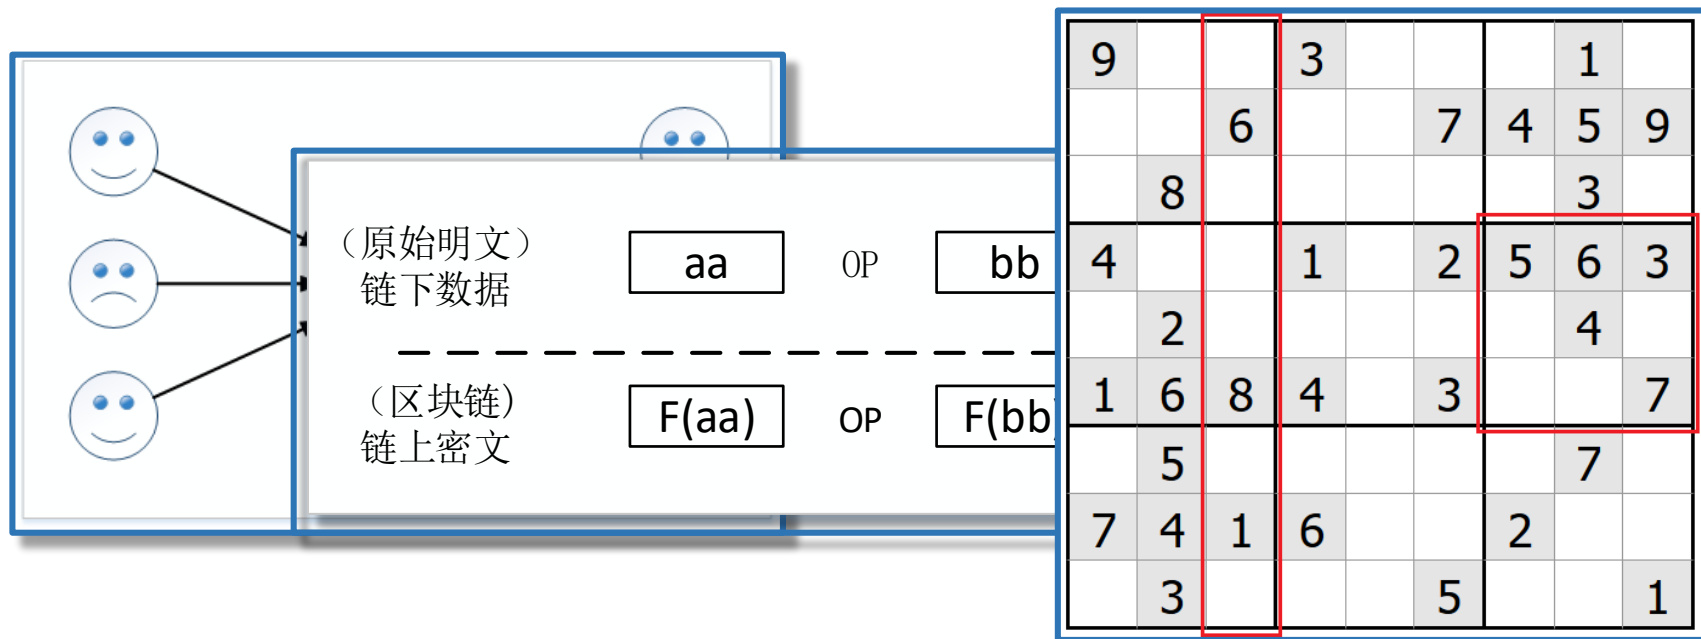 （原始明文）
链下数据
aa OP bb
（区块链)
链上密文
F(aa) OP F(bb)
9 3 1
6 7 4 5 9
8 3
4 1 2 5 6 3
2 4
1 6 8 4 3 7
5 7
7 4 1 6 2
3 5 1